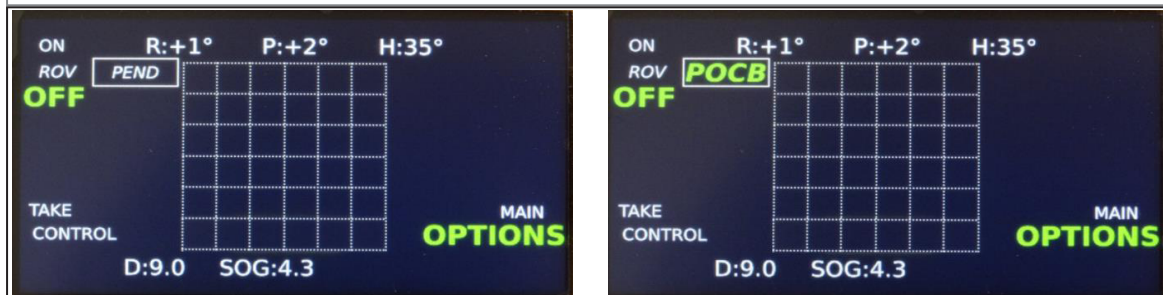 ON R:+1° P:+2° H:35°
ROV PEND
OFF
TAKE
CONTROL
MAIN
OPTIONS
D:9.0 SOG:4.3
ON R:+1° P:+2° H:35°
ROV POCB
OFF
TAKE
CONTROL
MAIN
OPTIONS
D:9.0 SOG:4.3